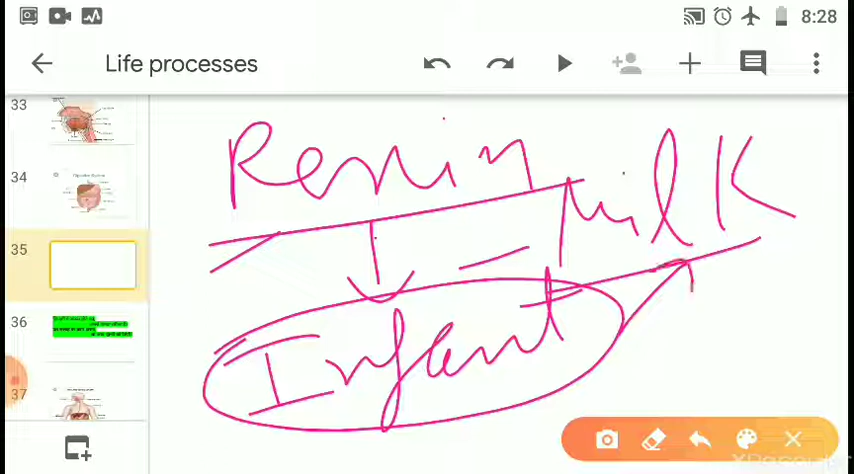 8:28
Life processes
33
34
35
36
37
Rennin
- milk
Infant